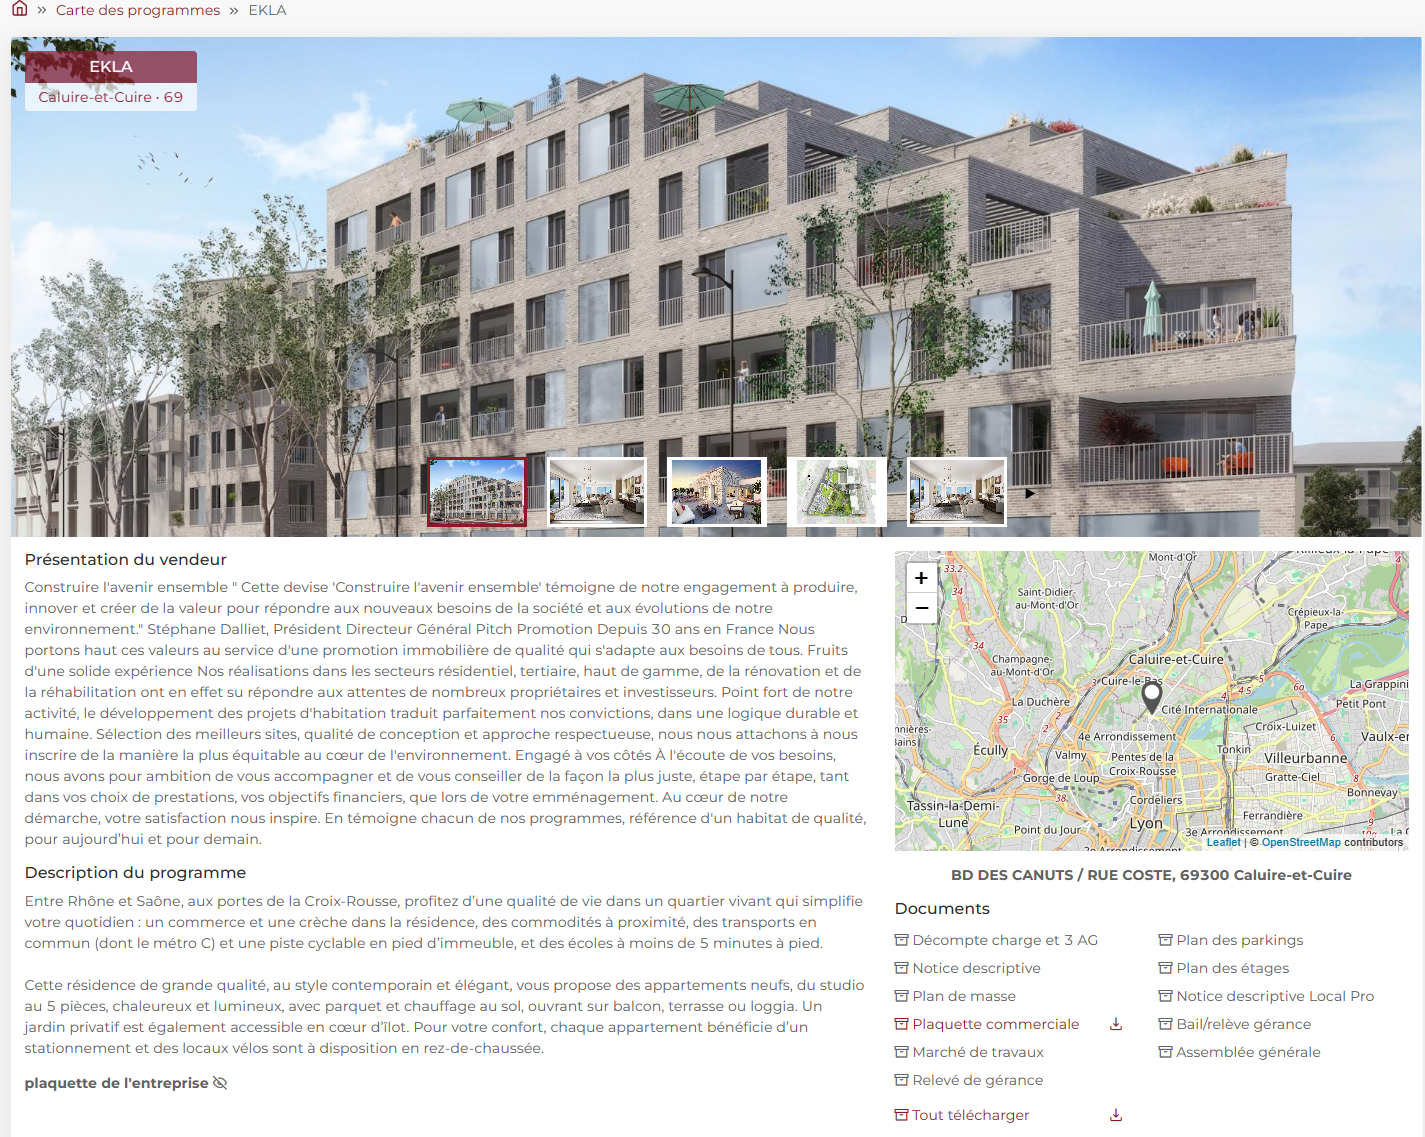 » Carte des programmes » EKLA
EKLA
Caluire-et-Cuire · 69
Présentation du vendeur
Construire l'avenir ensemble " Cette devise 'Construire l'avenir ensemble' témoigne de notre engagement à produire,
innover et créer de la valeur pour répondre aux nouveaux besoins de la société et aux évolutions de notre
environnement." Stéphane Dalliet, Président Directeur Général Pitch Promotion Depuis 30 ans en France Nous
portons haut ces valeurs au service d'une promotion immobilière de qualité qui s'adapte aux besoins de tous. Fruits
d'une solide expérience Nos réalisations dans les secteurs résidentiel, tertiaire, haut de gamme, de la rénovation et de
la réhabilitation ont en effet su répondre aux attentes de nombreux propriétaires et investisseurs. Point fort de notre
activité, le développement des projets d'habitation traduit parfaitement nos convictions, dans une logique durable et
humaine. Sélection des meilleurs sites, qualité de conception et approche respectueuse, nous nous attachons à nous
inscrire de la manière la plus équitable au cœur de l'environnement. Engagé à vos côtés À l'écoute de vos besoins,
nous avons pour ambition de vous accompagner et de vous conseiller de la façon la plus juste, étape par étape, tant
dans vos choix de prestations, vos objectifs financiers, que lors de votre emménagement. Au cœur de notre
démarche, votre satisfaction nous inspire. En témoigne chacun de nos programmes, référence d'un habitat de qualité,
pour aujourd’hui et pour demain.
Description du programme
Entre Rhône et Saône, aux portes de la Croix-Rousse, profitez d’une qualité de vie dans un quartier vivant qui simplifie
votre quotidien : un commerce et une crèche dans la résidence, des commodités à proximité, des transports en
commun (dont le métro C) et une piste cyclable en pied d’immeuble, et des écoles à moins de 5 minutes à pied.
Cette résidence de grande qualité, au style contemporain et élégant, vous propose des appartements neufs, du studio
au 5 pièces, chaleureux et lumineux, avec parquet et chauffage au sol, ouvrant sur balcon, terrasse ou loggia. Un
jardin privatif est également accessible en cœur d’îlot. Pour votre confort, chaque appartement bénéficie d’un
stationnement et des locaux vélos sont à disposition en rez-de-chaussée.
plaquette de l'entreprise
+
−
Mont-d'Or
33.2
Saint-Didier-
au-Mont-d'Or
Crépieux-la-
Pape
34
Champagne-
au-Mont-d'Or
Caluire-et-Cuire
Cuire-le-Bas
4-5
4-5
6a
La Grappini
La Duchère
Cité Internationale
Petit Pont
35
Croix-Luizet
4e Arrondissement
Vaulx-e
Écully
Valmy
Pentes de la
Croix-Rousse
Tonkin
Villeurbanne
Gratte-Ciel
36
Gorge de Loup
Bonnevay
38
Cordeliers
Tassin-la-Demi-
Lune
Point du Jour
Lyon
Ferrandière
3e Arrondissement
2e Arrondissement
Leaflet | © OpenStreetMap contributors
BD DES CANUTS / RUE COSTE, 69300 Caluire-et-Cuire
Documents
Décompte charge et 3 AG
Plan des parkings
Notice descriptive
Plan des étages
Plan de masse
Notice descriptive Local Pro
Plaquette commerciale
Bail/relève gérance
Marché de travaux
Assemblée générale
Relevé de gérance
Tout télécharger